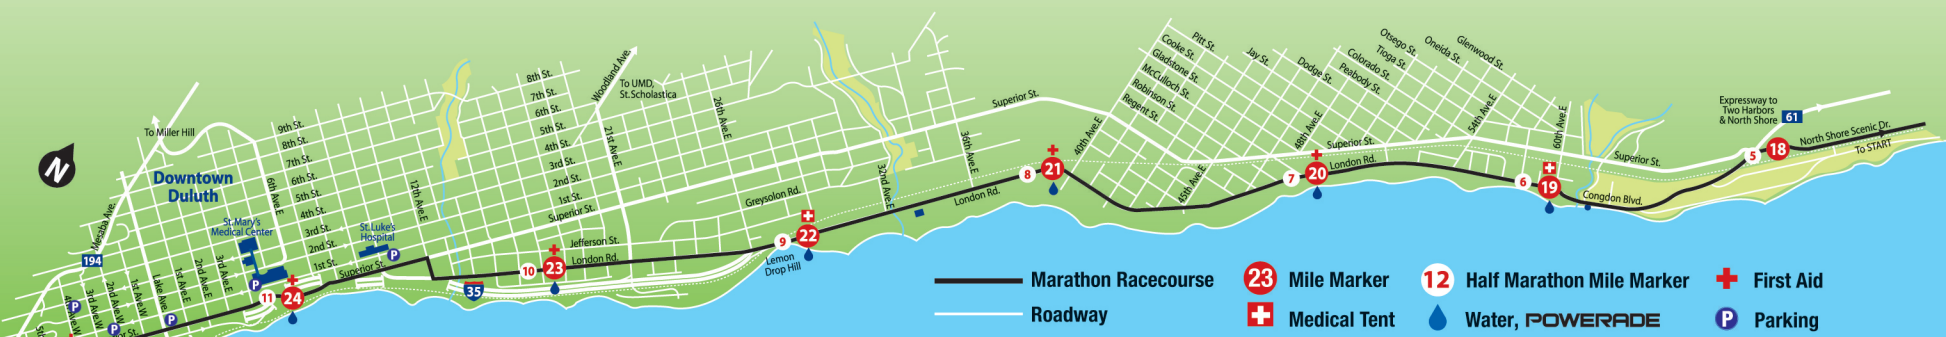 To Miller Hill
N
Downtown
Duluth
Mesaba Ave.
194
9th St.
8th St.
7th St.
6th St.
5th St.
4th St.
3rd St.
2nd St.
1st St.
Superior St.
6th Ave.E
St.Mary's
Medical Center
St.Luke's
Hospital
P
P
P
P
P
3rd Ave.W
2nd Ave.W
1st Ave.W
Lake Ave.
1st Ave.E
2nd Ave.E
3rd Ave.E
11
24
12th Ave.E
35
8th St.
7th St.
6th St.
5th St.
4th St.
3rd St.
2nd St.
1st St.
Superior St.
Jefferson St.
London Rd.
10
23
Woodland Ave.
To UMD,
St.Scholastica
21st Ave.E
26th Ave.E
Greysolon Rd.
9
22
Lemon
Drop Hill
32nd Ave.E
36th Ave.E
Superior St.
London Rd.
8
21
40th Ave.E
45th Ave.E
Pitt St.
Cooke St.
Gladstone St.
McCulloch St.
Robinson St.
Regent St.
Jay St.
Dodge St.
Otsego St.
Tioga St.
Colorado St.
Peabody St.
Oneida St.
Glenwood St.
48th Ave.E
Superior St.
London Rd.
7
20
54th Ave.E
60th Ave.E
6
19
Congdon Blvd.
Superior St.
Expressway to
Two Harbors
& North Shore
61
5
18
North Shore Scenic Dr.
To START
Marathon Racecourse
Roadway
23 Mile Marker
Medical Tent
12 Half Marathon Mile Marker
Water, POWERADE
First Aid
P Parking